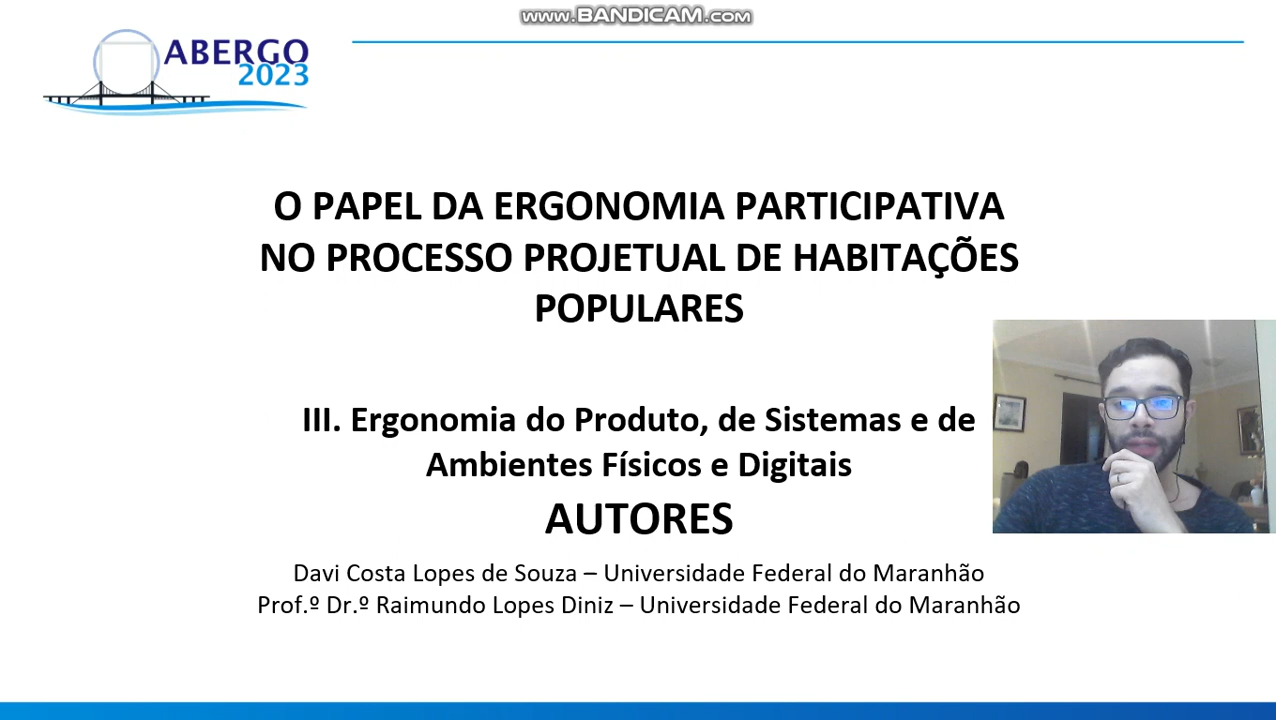 WWW.BANDICAM.COM
ABERGO
2023
O PAPEL DA ERGONOMIA PARTICIPATIVA
NO PROCESSO PROJETUAL DE HABITAÇÕES
POPULARES
III. Ergonomia do Produto, de Sistemas e de
Ambientes Físicos e Digitais
AUTORES
Davi Costa Lopes de Souza – Universidade Federal do Maranhão
Prof.º Dr.º Raimundo Lopes Diniz – Universidade Federal do Maranhão